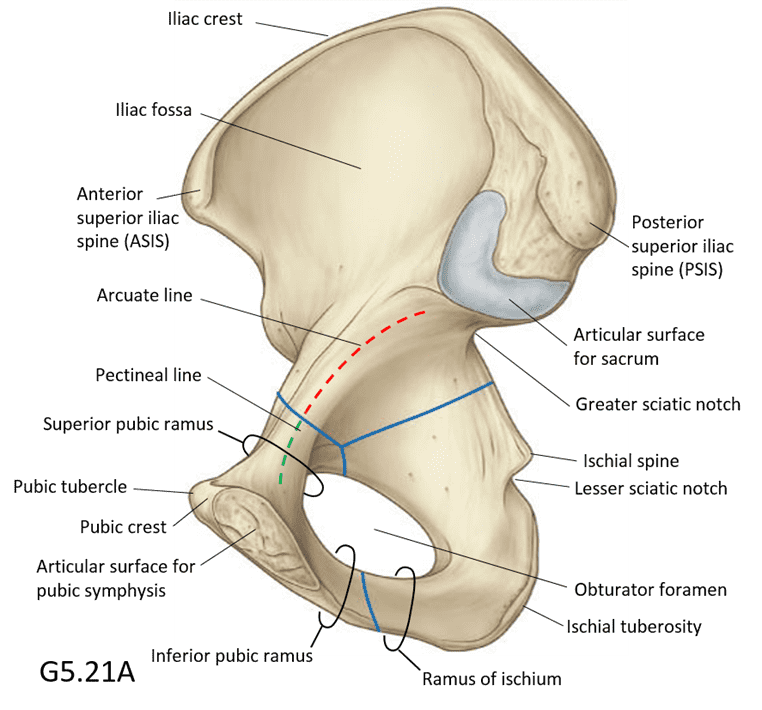 Iliac crest
Iliac fossa
Anterior
superior iliac
spine (ASIS)
Posterior
superior iliac
spine (PSIS)
Arcuate line
Articular surface
for sacrum
Pectineal line
Greater sciatic notch
Superior pubic ramus
Ischial spine
Pubic tubercle
Lesser sciatic notch
Pubic crest
Articular surface for
pubic symphysis
Obturator foramen
Ischial tuberosity
Inferior pubic ramus
G5.21A
Ramus of ischium